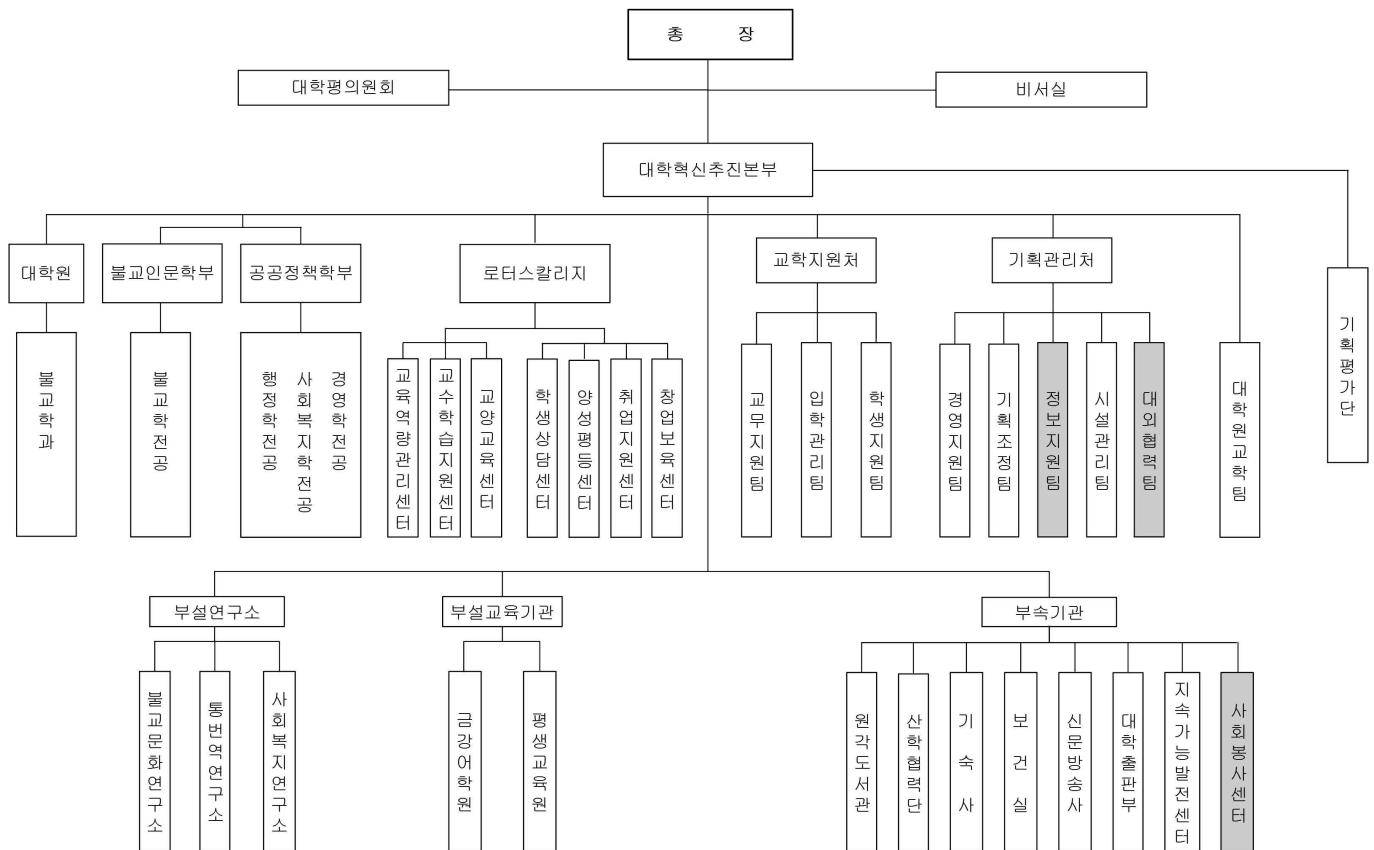 총 장
대학평의원회
비서실
대학혁신추진본부
대학원
불교인문학부
공공정책학부
로터스칼리지
교학지원처
기획관리처
기획평가단
불교학과
불교학전공
행정학전공
사회복지학전공
경영학전공
교육역량관리센터
교수학습지원센터
교양교육센터
학생상담센터
양성평등센터
취업지원센터
창업보육센터
교무지원팀
입학관리팀
학생지원팀
경영지원팀
기획조정팀
정보지원팀
시설관리팀
대외협력팀
대학원교학팀
부설연구소
부설교육기관
부속기관
불교문화연구소
통번역연구소
사회복지연구소
금강어학원
평생교육원
원각도서관
산학협력단
기숙사
보건실
신문방송사
대학출판부
지속가능발전센터
사회봉사센터